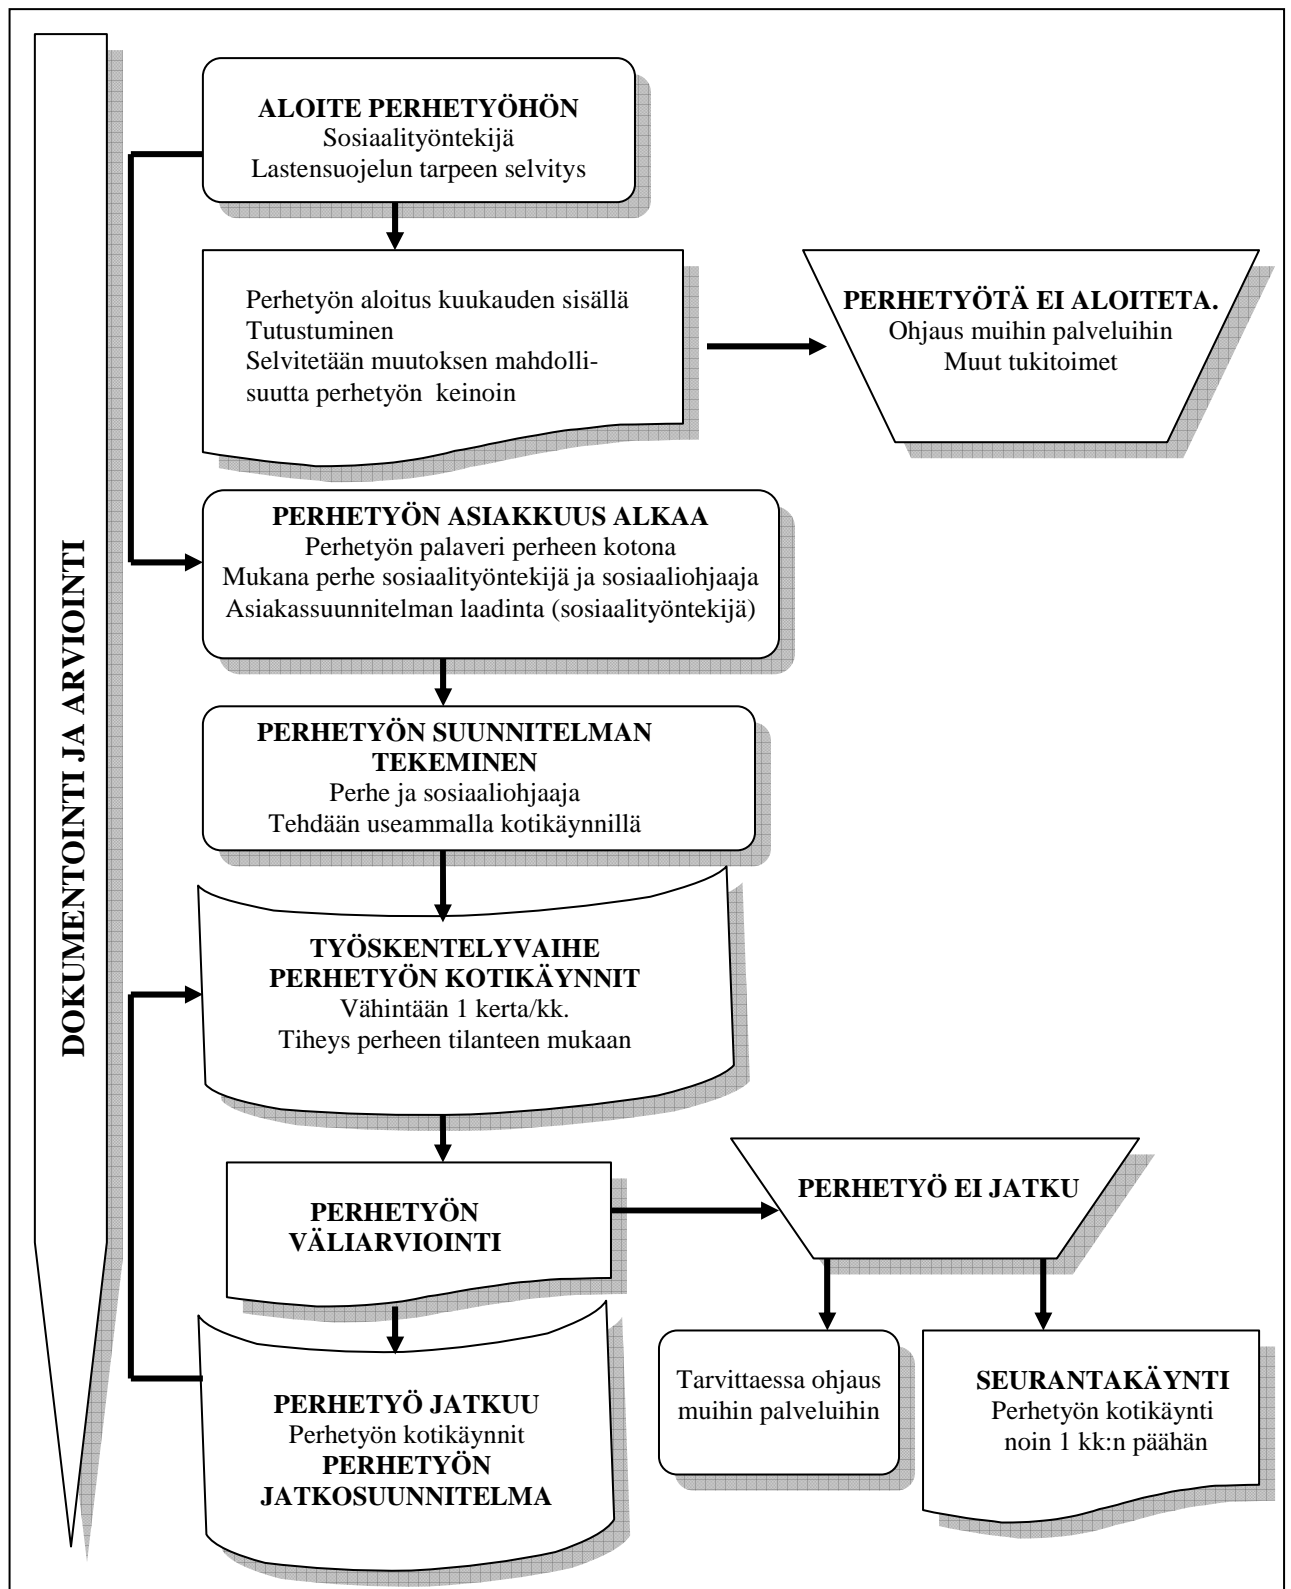 DOKUMENTOINTI JA ARVIOINTI
ALOITE PERHETYÖHÖN
Sosiaalityöntekijä
Lastensuojelun tarpeen selvitys
Perhetyön aloitus kuukauden sisällä
Tutustuminen
Selvitetään muutoksen mahdolli-
suutta perhetyön keinoin
PERHETYÖTÄ EI ALOITETA.
Ohjaus muihin palveluihin
Muut tukitoimet
PERHETYÖN ASIAKKUUS ALKAA
Perhetyön palaveri perheen kotona
Mukana perhe sosiaalityöntekijä ja sosiaaliohjaaja
Asiakassuunnitelman laadinta (sosiaalityöntekijä)
PERHETYÖN SUUNNITELMAN
TEKEMINEN
Perhe ja sosiaaliohjaaja
Tehdään useammalla kotikäynnillä
TYÖSKENTELYVAIHE
PERHETYÖN KOTIKÄYNNIT
Vähintään 1 kerta/kk.
Tiheys perheen tilanteen mukaan
PERHETYÖN
VÄLIARVIOINTI
PERHETYÖ EI JATKU
PERHETYÖ JATKUU
Perhetyön kotikäynnit
PERHETYÖN
JATKOSUUNNITELMA
Tarvittaessa ohjaus
muihin palveluihin
SEURANTAKÄYNTI
Perhetyön kotikäynti
noin 1 kk:n päähän